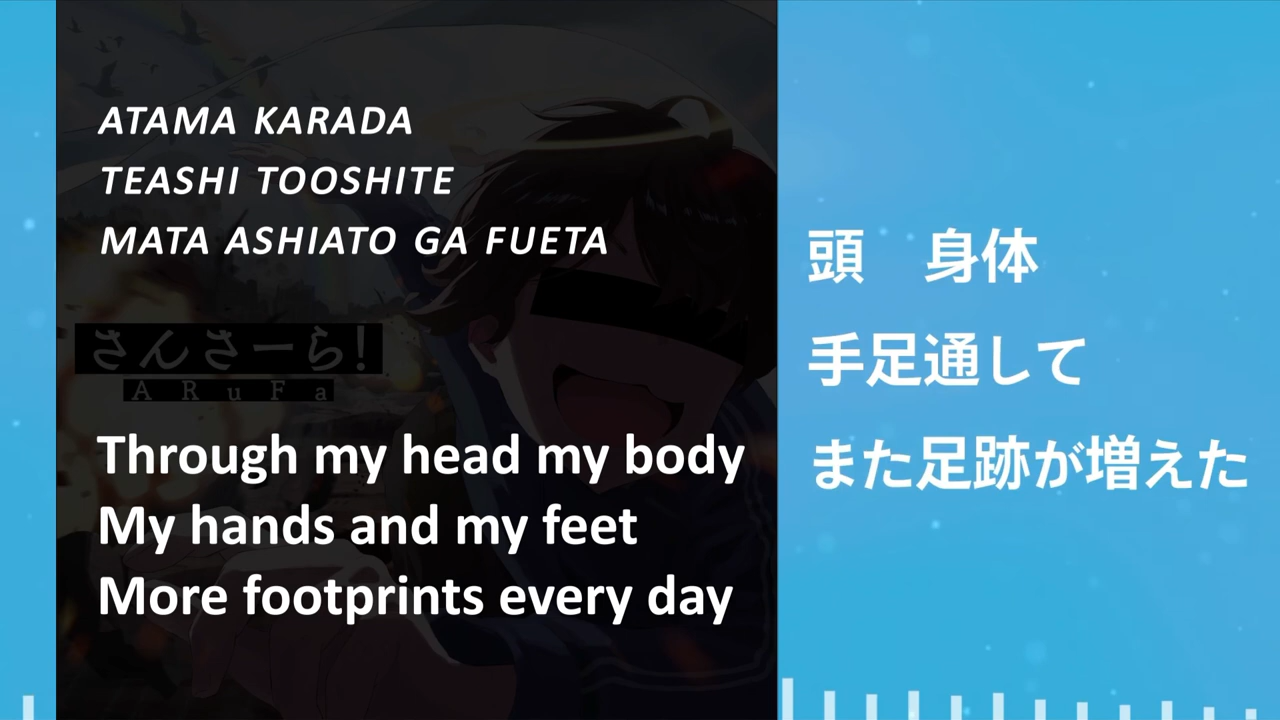 ATAMA KARADA
TEASHI TOOSHITE
MATA ASHIATO GA FUETA
さんさーら!
ARuFa
Through my head my body
My hands and my feet
More footprints every day
頭　身体
手足通して
また足跡が増えた